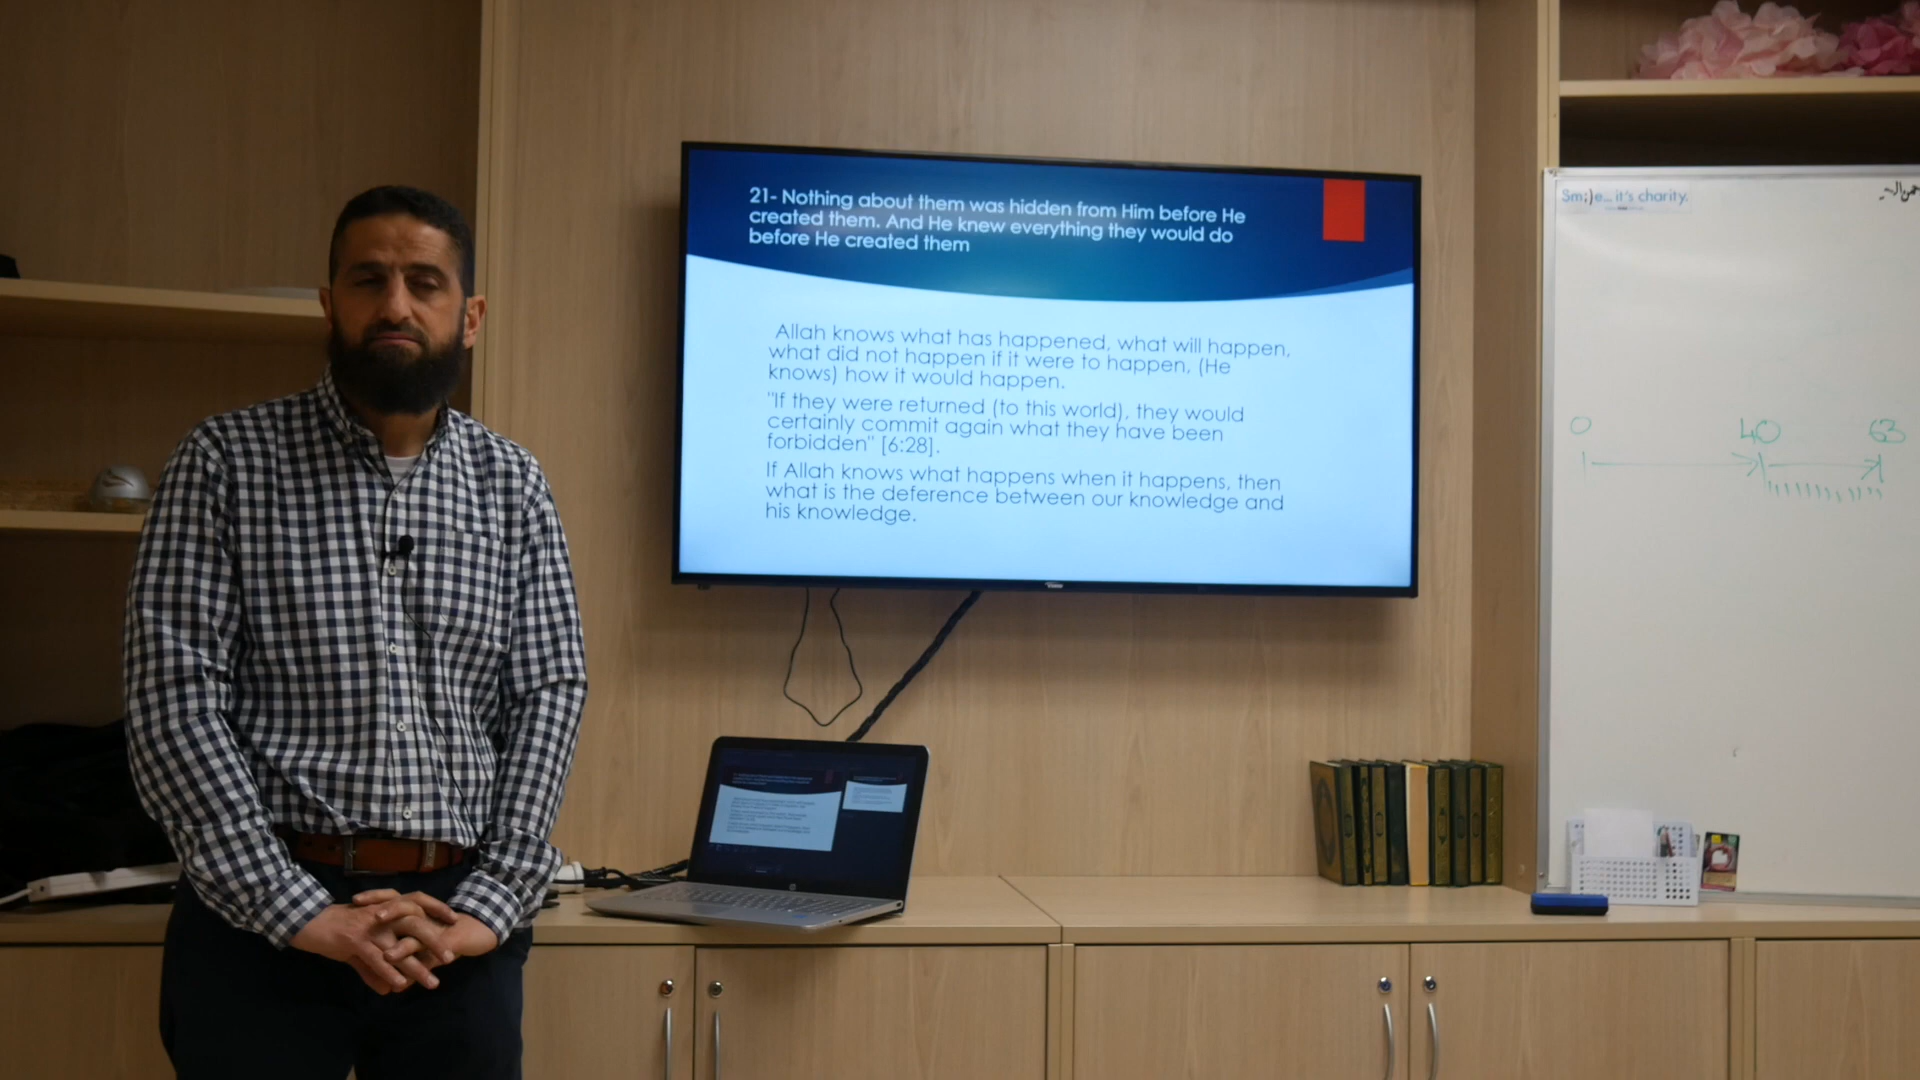 21- Nothing about them was hidden from Him before He
created them. And He knew everything they would do
before He created them
Allah knows what has happened, what will happen,
what did not happen if it were to happen, (He
knows) how it would happen.
"If they were returned (to this world), they would
certainly commit again what they have been
forbidden" [6:28].
If Allah knows what happens when it happens, then
what is the deference between our knowledge and
his knowledge.
Sm;)e... it's charity.
0 40 63